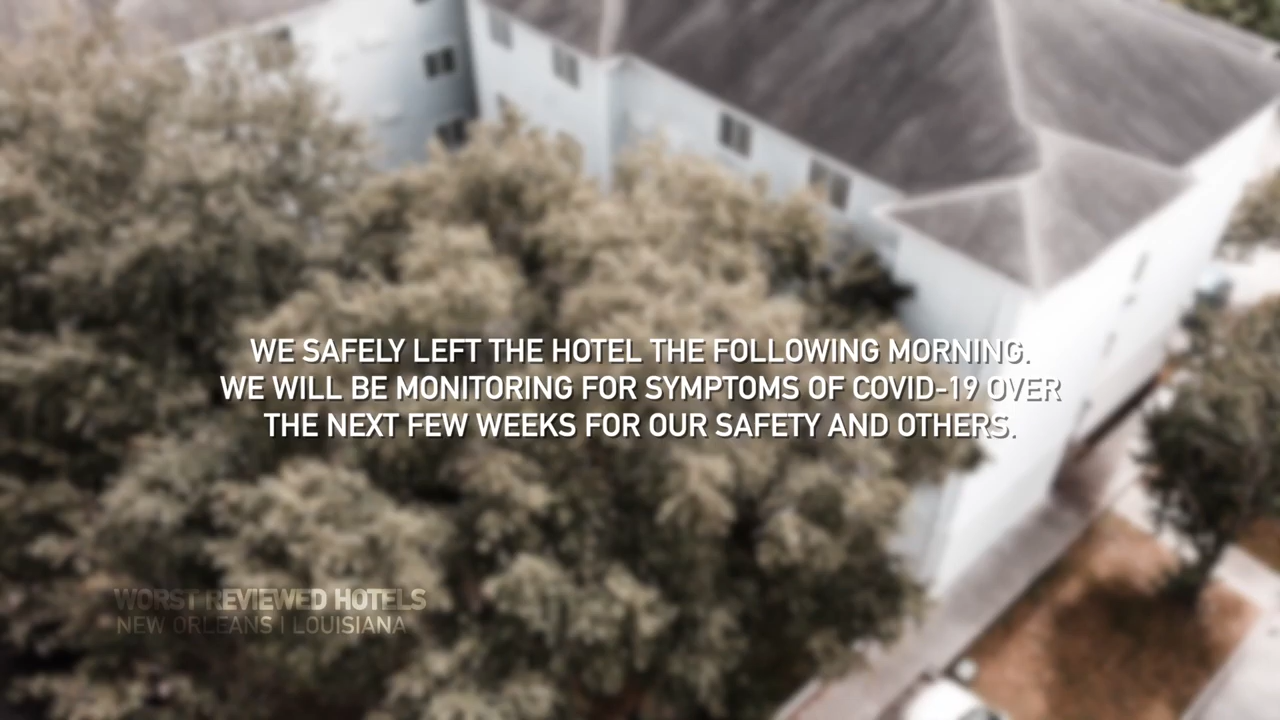 WE SAFELY LEFT THE HOTEL THE FOLLOWING MORNING.
WE WILL BE MONITORING FOR SYMPTOMS OF COVID-19 OVER
THE NEXT FEW WEEKS FOR OUR SAFETY AND OTHERS.
WORST REVIEWED HOTELS
NEW ORLEANS | LOUISIANA